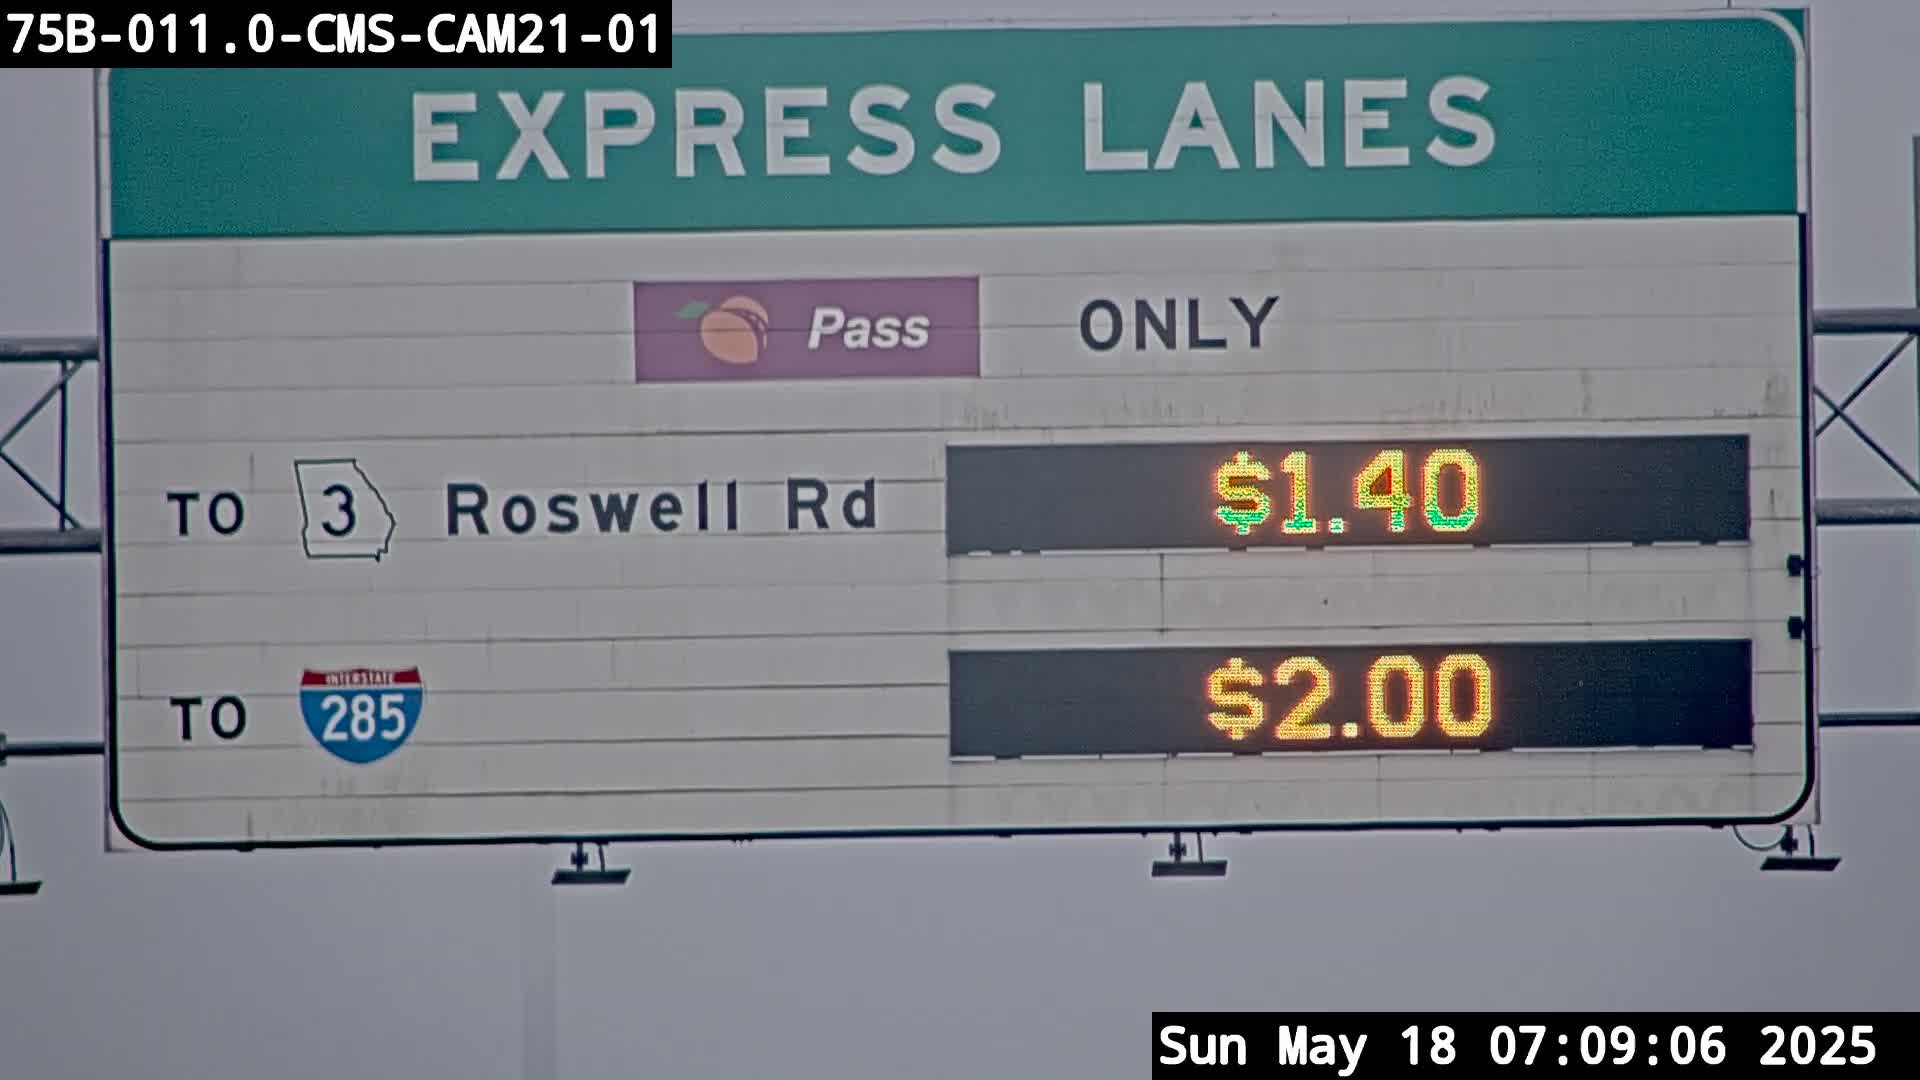 75B-011.0-CMS-CAM21-01
EXPRESS LANES
Pass ONLY
TO 3 Roswell Rd $1.40
TO INTERSTATE 285 $2.00
Sun May 18 07:09:06 2025